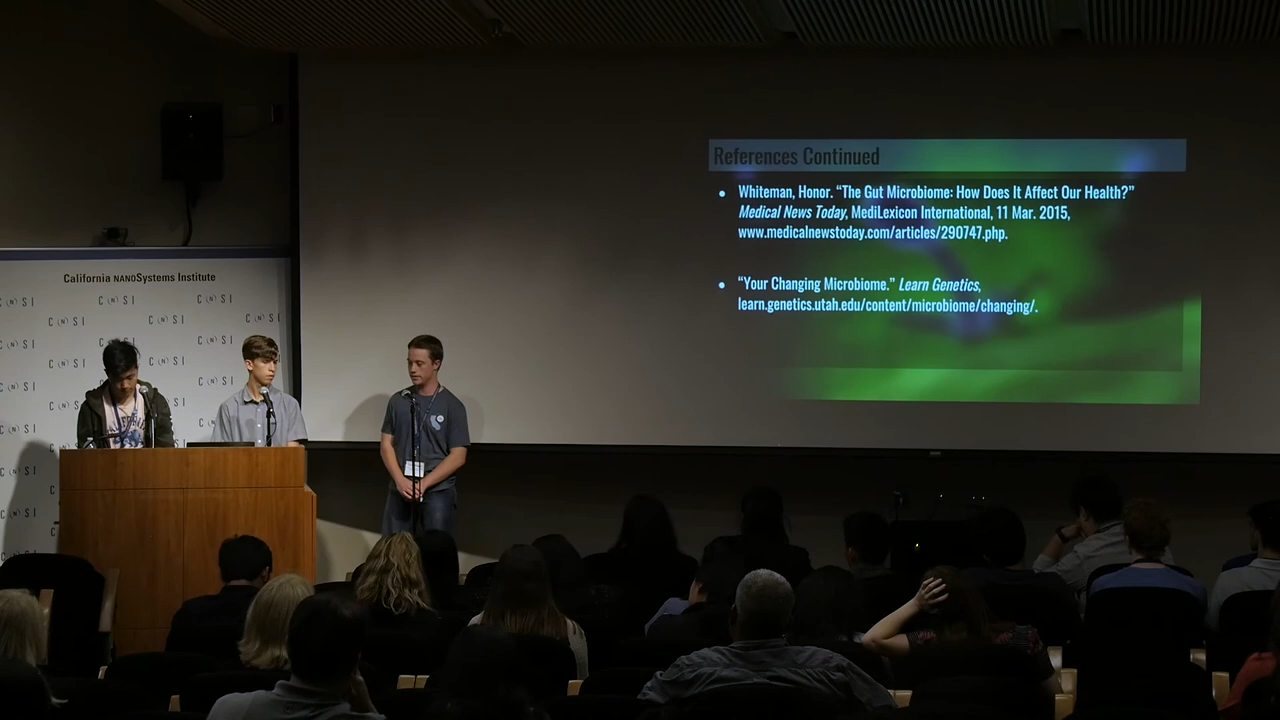 California NANOSystems Institute
References Continued
• Whiteman, Honor. “The Gut Microbiome: How Does It Affect Our Health?”
Medical News Today, MediLexicon International, 11 Mar. 2015,
www.medicalnewstoday.com/articles/290747.php.
• “Your Changing Microbiome.” Learn Genetics,
learn.genetics.utah.edu/content/microbiome/changing/.
C (N) S I C (N) S I C (N) S I
C (N) S I C (N) S I C (N) S I